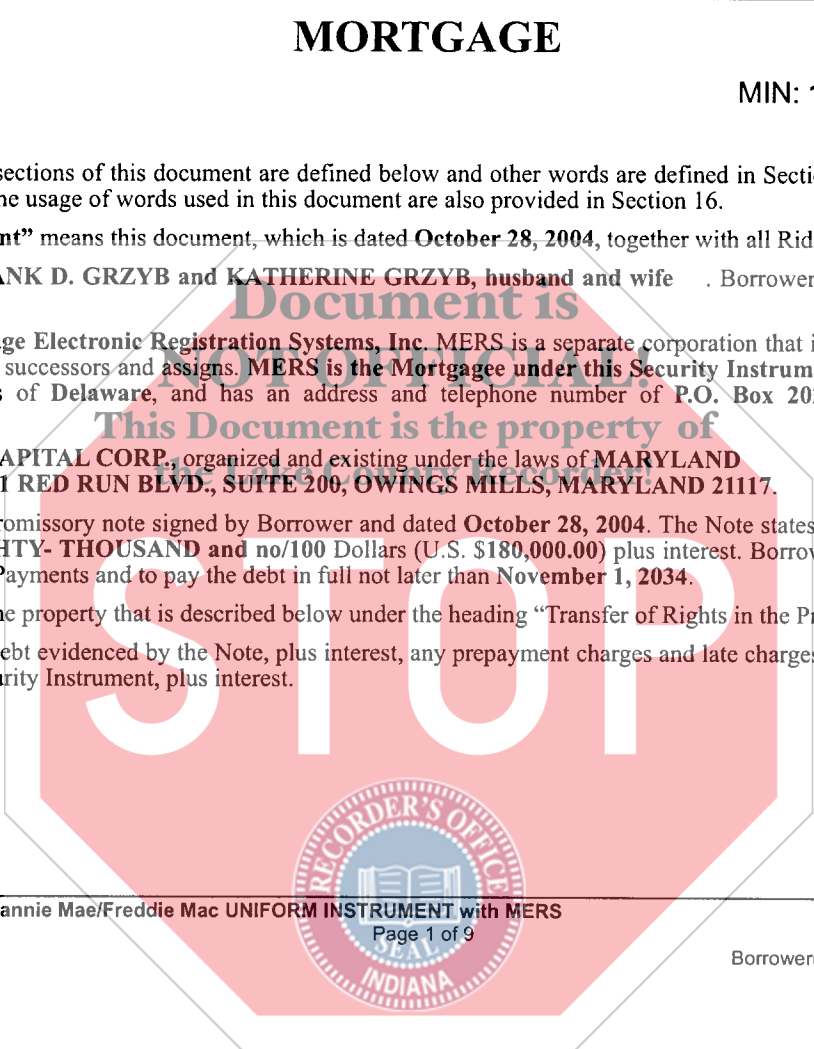 MORTGAGE
MIN: 1
sections of this document are defined below and other words are defined in Secti
he usage of words used in this document are also provided in Section 16.
nt” means this document, which is dated October 28, 2004, together with all Rid
ANK D. GRZYB and KATHERINE GRZYB, husband and wife . Borrower
Document is
ge Electronic Registration Systems, Inc. MERS is a separate corporation that i
NOT OFFICIAL!
successors and assigns. MERS is the Mortgagee under this Security Instrum
s of Delaware, and has an address and telephone number of P.O. Box 20
This Document is the property of
APITAL CORP., organized and existing under the laws of MARYLAND
the Lake County Recorder!
1 RED RUN BLVD., SUITE 200, OWINGS MILLS, MARYLAND 21117.
romissory note signed by Borrower and dated October 28, 2004. The Note states
HTY- THOUSAND and no/100 Dollars (U.S. $180,000.00) plus interest. Borrow
Payments and to pay the debt in full not later than November 1, 2034.
he property that is described below under the heading “Transfer of Rights in the Pr
ebt evidenced by the Note, plus interest, any prepayment charges and late charges
urity Instrument, plus interest.
STOP
RECORDER'S OFFICE
annie Mae/Freddie Mac UNIFORM INSTRUMENT with MERS
Page 1 of 9
SEAL
INDIANA
Borrower